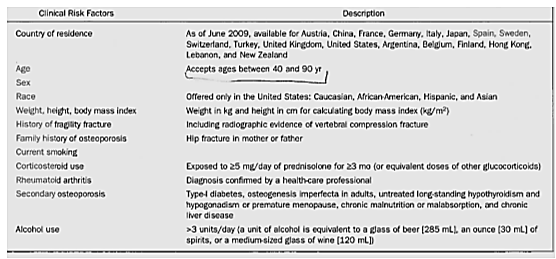 Clinical Risk Factors Description
Country of residence As of June 2009, available for Austria, China, France, Germany, Italy, Japan, Spain, Sweden,
Switzerland, Turkey, United Kingdom, United States, Argentina, Belgium, Finland, Hong Kong,
Lebanon, and New Zealand
Age Accepts ages between 40 and 90 yr
Sex
Race Offered only in the United States: Caucasian, African-American, Hispanic, and Asian
Weight, height, body mass index Weight in kg and height in cm for calculating body mass index (kg/m²)
History of fragility fracture Including radiographic evidence of vertebral compression fracture
Family history of osteoporosis Hip fracture in mother or father
Current smoking
Corticosteroid use Exposed to ≥5 mg/day of prednisolone for ≥3 mo (or equivalent doses of other glucocorticoids)
Rheumatoid arthritis Diagnosis confirmed by a health-care professional
Secondary osteoporosis Type-I diabetes, osteogenesis imperfecta in adults, untreated long-standing hypothyroidism and
hypogonadism or premature menopause, chronic malnutrition or malabsorption, and chronic
liver disease
Alcohol use >3 units/day (a unit of alcohol is equivalent to a glass of beer [285 mL], an ounce [30 mL] of
spirits, or a medium-sized glass of wine [120 mL])